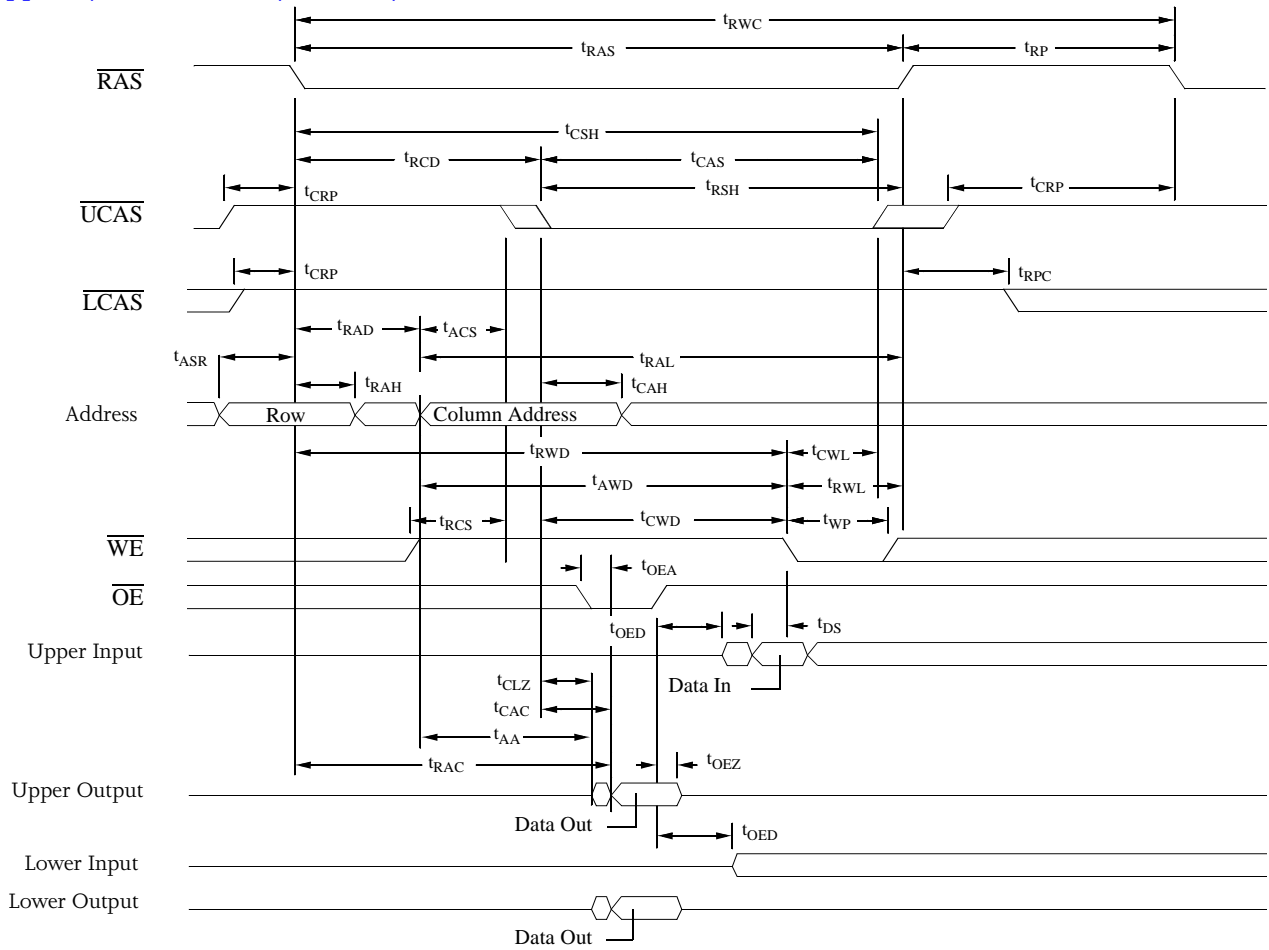 tRWC
tRAS tRP
RAS
tCSH
tRCD tCAS
tCRP tRSH tCRP
UCAS
tCRP tRPC
LCAS
tRAD tACS
tASR tRAL
tRAH tCAH
Address Row Column Address
tRWD tCWL
tAWD tRWL
tRCS tCWD tWP
WE
tOEA
OE
tOED tDS
Upper Input
Data In
tCLZ
tCAC
tAA
tRAC tOEZ
Upper Output
Data Out
tOED
Lower Input
Lower Output
Data Out